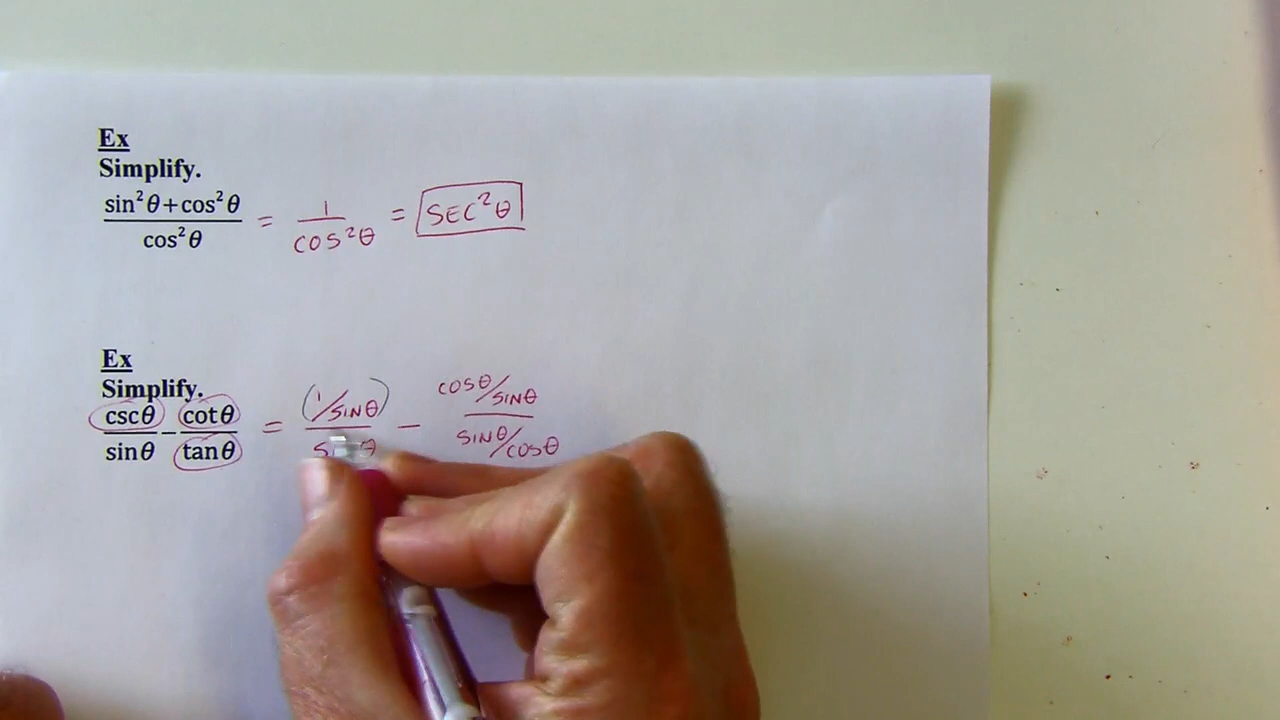 Ex
Simplify.
sin²θ+cos²θ / cos²θ = 1 / COS²θ = SEC²θ
Ex
Simplify.
cscθ / sinθ − cotθ / tanθ = (1/SINθ) / − COSθ/SINθ / SINθ/COSθ